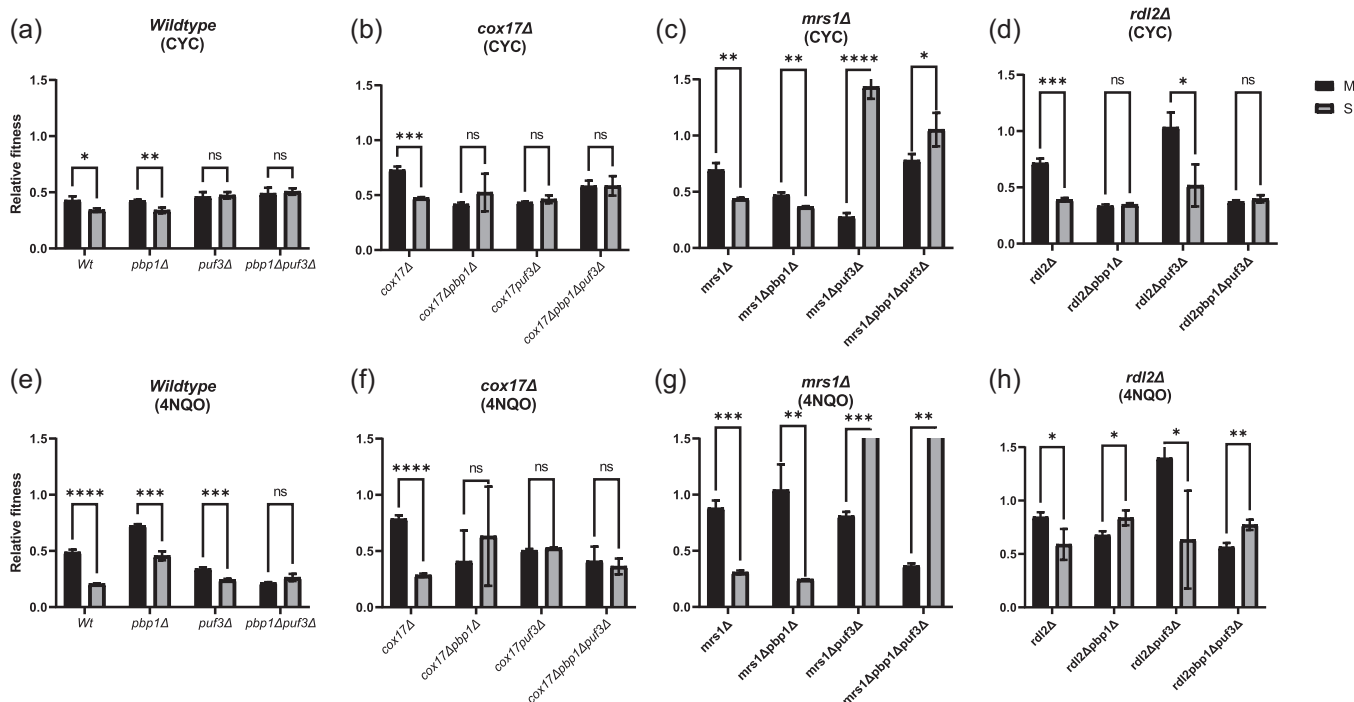 (a)
Wildtype
(CYC)
Relative fitness
1.5
1.0
0.5
0.0
*
**
ns
ns
Wt
pbp1Δ
puf3Δ
pbp1Δpuf3Δ
(b)
cox17Δ
(CYC)
1.5
1.0
0.5
0.0
***
ns
ns
ns
cox17Δ
cox17Δpbp1Δ
cox17puf3Δ
cox17Δpbp1Δpuf3Δ
(c)
mrs1Δ
(CYC)
1.5
1.0
0.5
0.0
**
**
****
*
mrs1Δ
mrs1Δpbp1Δ
mrs1Δpuf3Δ
mrs1Δpbp1Δpuf3Δ
(d)
rdl2Δ
(CYC)
1.5
1.0
0.5
0.0
***
ns
*
ns
rdl2Δ
rdl2Δpbp1Δ
rdl2Δpuf3Δ
rdl2pbp1Δpuf3Δ
M
S
(e)
Wildtype
(4NQO)
Relative fitness
1.5
1.0
0.5
0.0
****
***
***
ns
Wt
pbp1Δ
puf3Δ
pbp1Δpuf3Δ
(f)
cox17Δ
(4NQO)
1.5
1.0
0.5
0.0
****
ns
ns
ns
cox17Δ
cox17Δpbp1Δ
cox17puf3Δ
cox17Δpbp1Δpuf3Δ
(g)
mrs1Δ
(4NQO)
1.5
1.0
0.5
0.0
***
**
***
**
mrs1Δ
mrs1Δpbp1Δ
mrs1Δpuf3Δ
mrs1Δpbp1Δpuf3Δ
(h)
rdl2Δ
(4NQO)
1.5
1.0
0.5
0.0
*
*
*
**
rdl2Δ
rdl2Δpbp1Δ
rdl2Δpuf3Δ
rdl2pbp1Δpuf3Δ